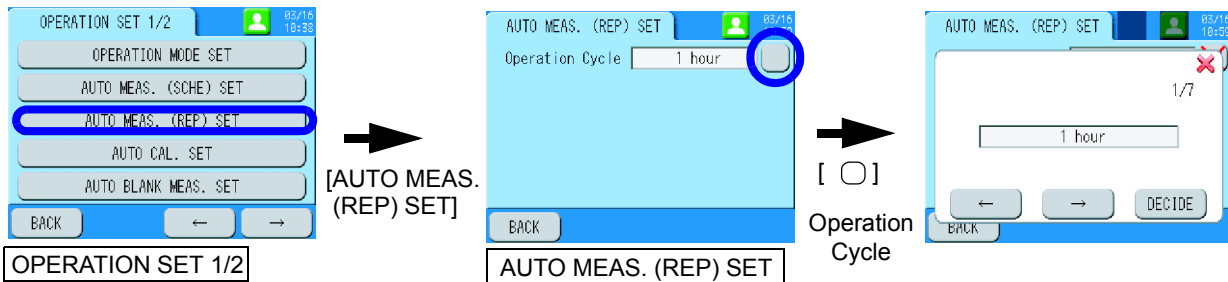 OPERATION SET 1/2
03/16
10:38
OPERATION MODE SET
AUTO MEAS. (SCHE) SET
AUTO MEAS. (REP) SET
AUTO CAL. SET
AUTO BLANK MEAS. SET
BACK
←
→
OPERATION SET 1/2
[AUTO MEAS.
(REP) SET]
AUTO MEAS. (REP) SET
03/16
Operation Cycle
1 hour
BACK
AUTO MEAS. (REP) SET
[ ○ ]
Operation
Cycle
AUTO MEAS. (REP) SET
03/16
10:59
1/7
1 hour
←
→
DECIDE
BACK